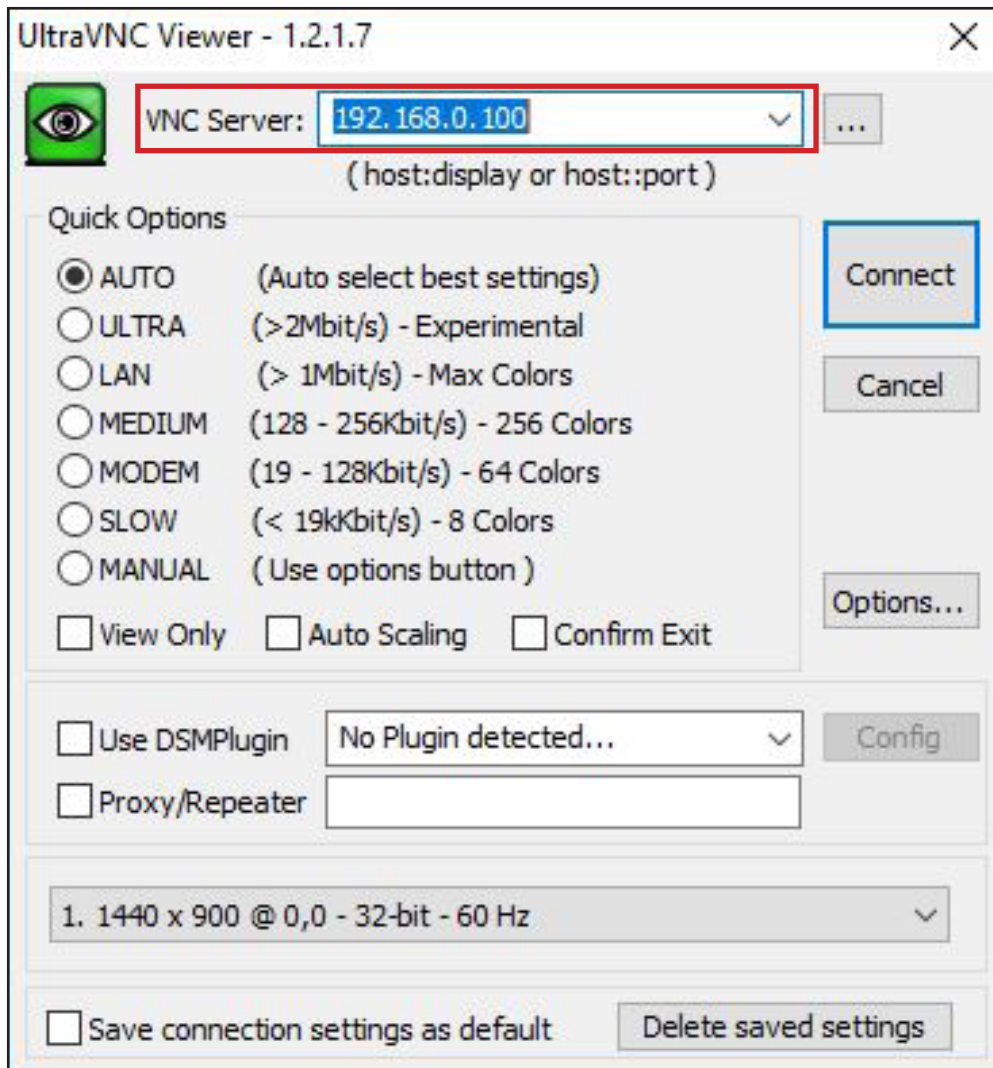 UltraVNC Viewer - 1.2.1.7
VNC Server: 192.168.0.100 ...
( host:display or host::port )
Quick Options
AUTO (Auto select best settings)
Connect
ULTRA (>2Mbit/s) - Experimental
LAN (> 1Mbit/s) - Max Colors
Cancel
MEDIUM (128 - 256Kbit/s) - 256 Colors
MODEM (19 - 128Kbit/s) - 64 Colors
SLOW (< 19kKbit/s) - 8 Colors
MANUAL ( Use options button )
Options...
View Only Auto Scaling Confirm Exit
Use DSMPlugin No Plugin detected... Config
Proxy/Repeater
1. 1440 x 900 @ 0,0 - 32-bit - 60 Hz
Save connection settings as default Delete saved settings